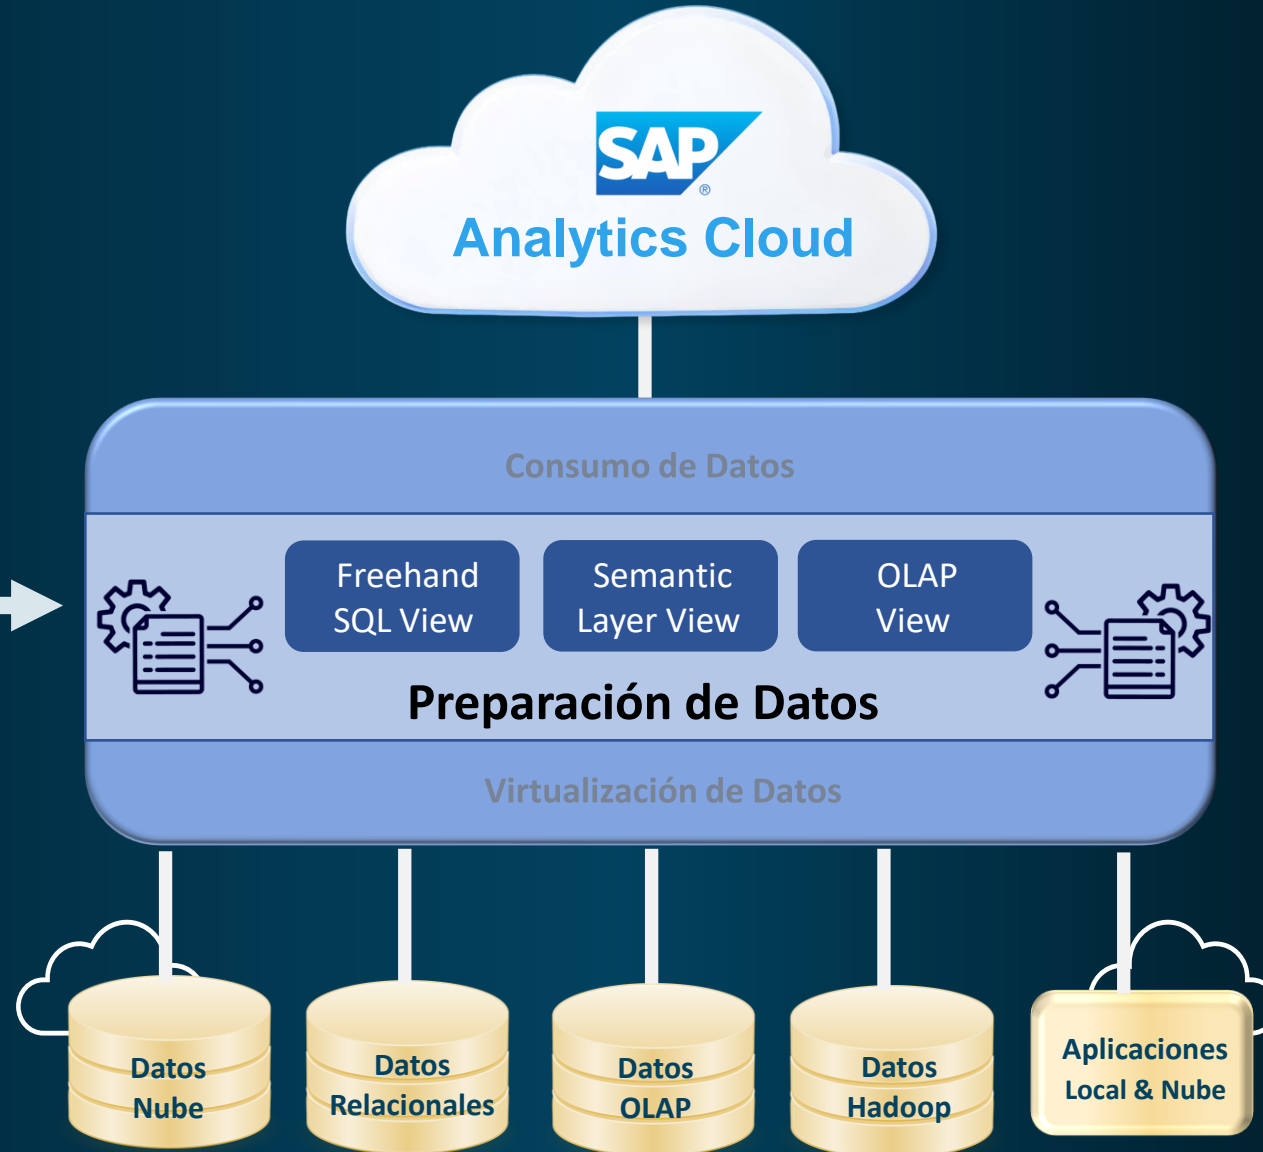 SAP
®
Analytics Cloud
Consumo de Datos
Freehand
SQL View
Semantic
Layer View
OLAP
View
Preparación de Datos
Virtualización de Datos
Datos
Nube
Datos
Relacionales
Datos
OLAP
Datos
Hadoop
Aplicaciones
Local & Nube